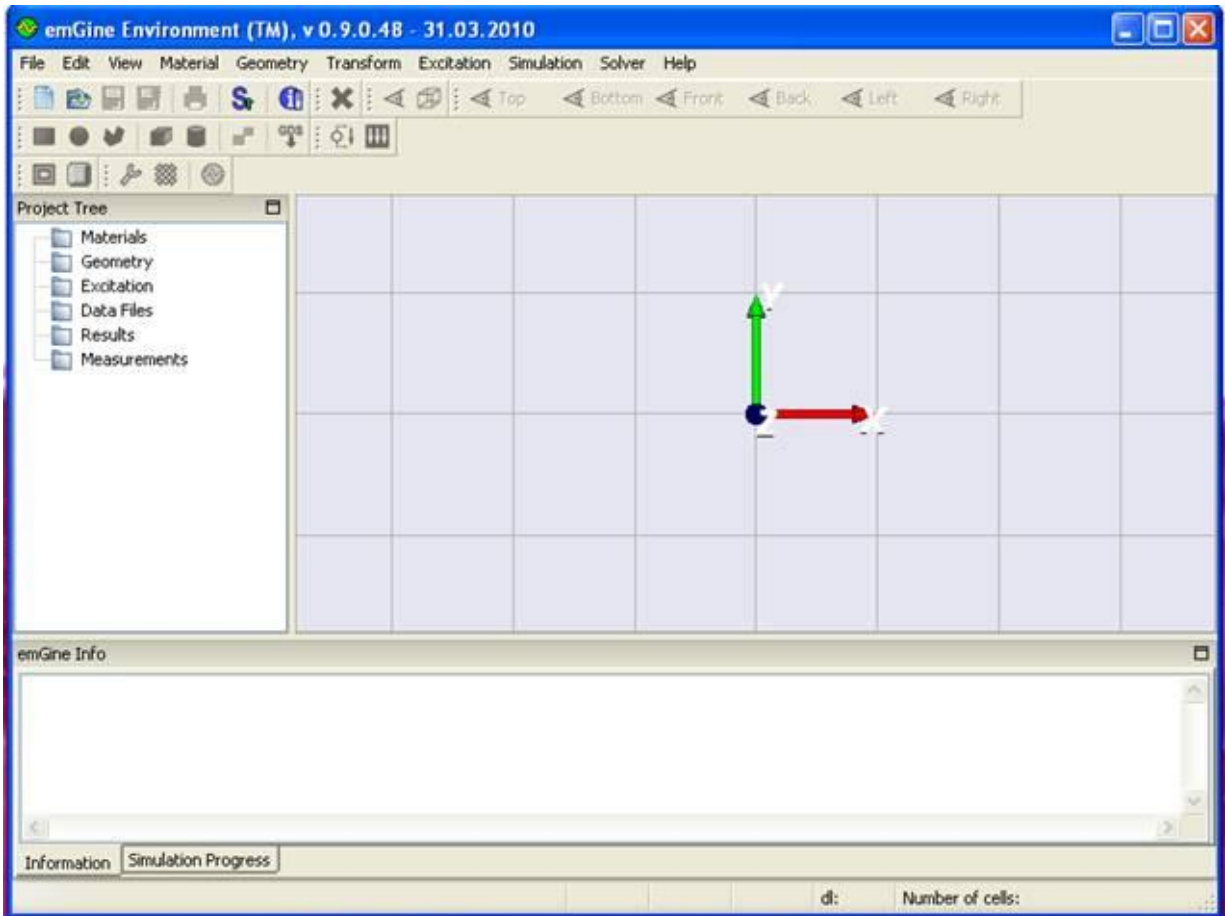 emGine Environment (TM), v 0.9.0.48 - 31.03.2010
File Edit View Material Geometry Transform Excitation Simulation Solver Help
S Top Bottom Front Back Left Right
GDS
Project Tree
Materials
Geometry
Excitation
Data Files
Results
Measurements
Y
Z X
emGine Info
Information Simulation Progress
dl: Number of cells: